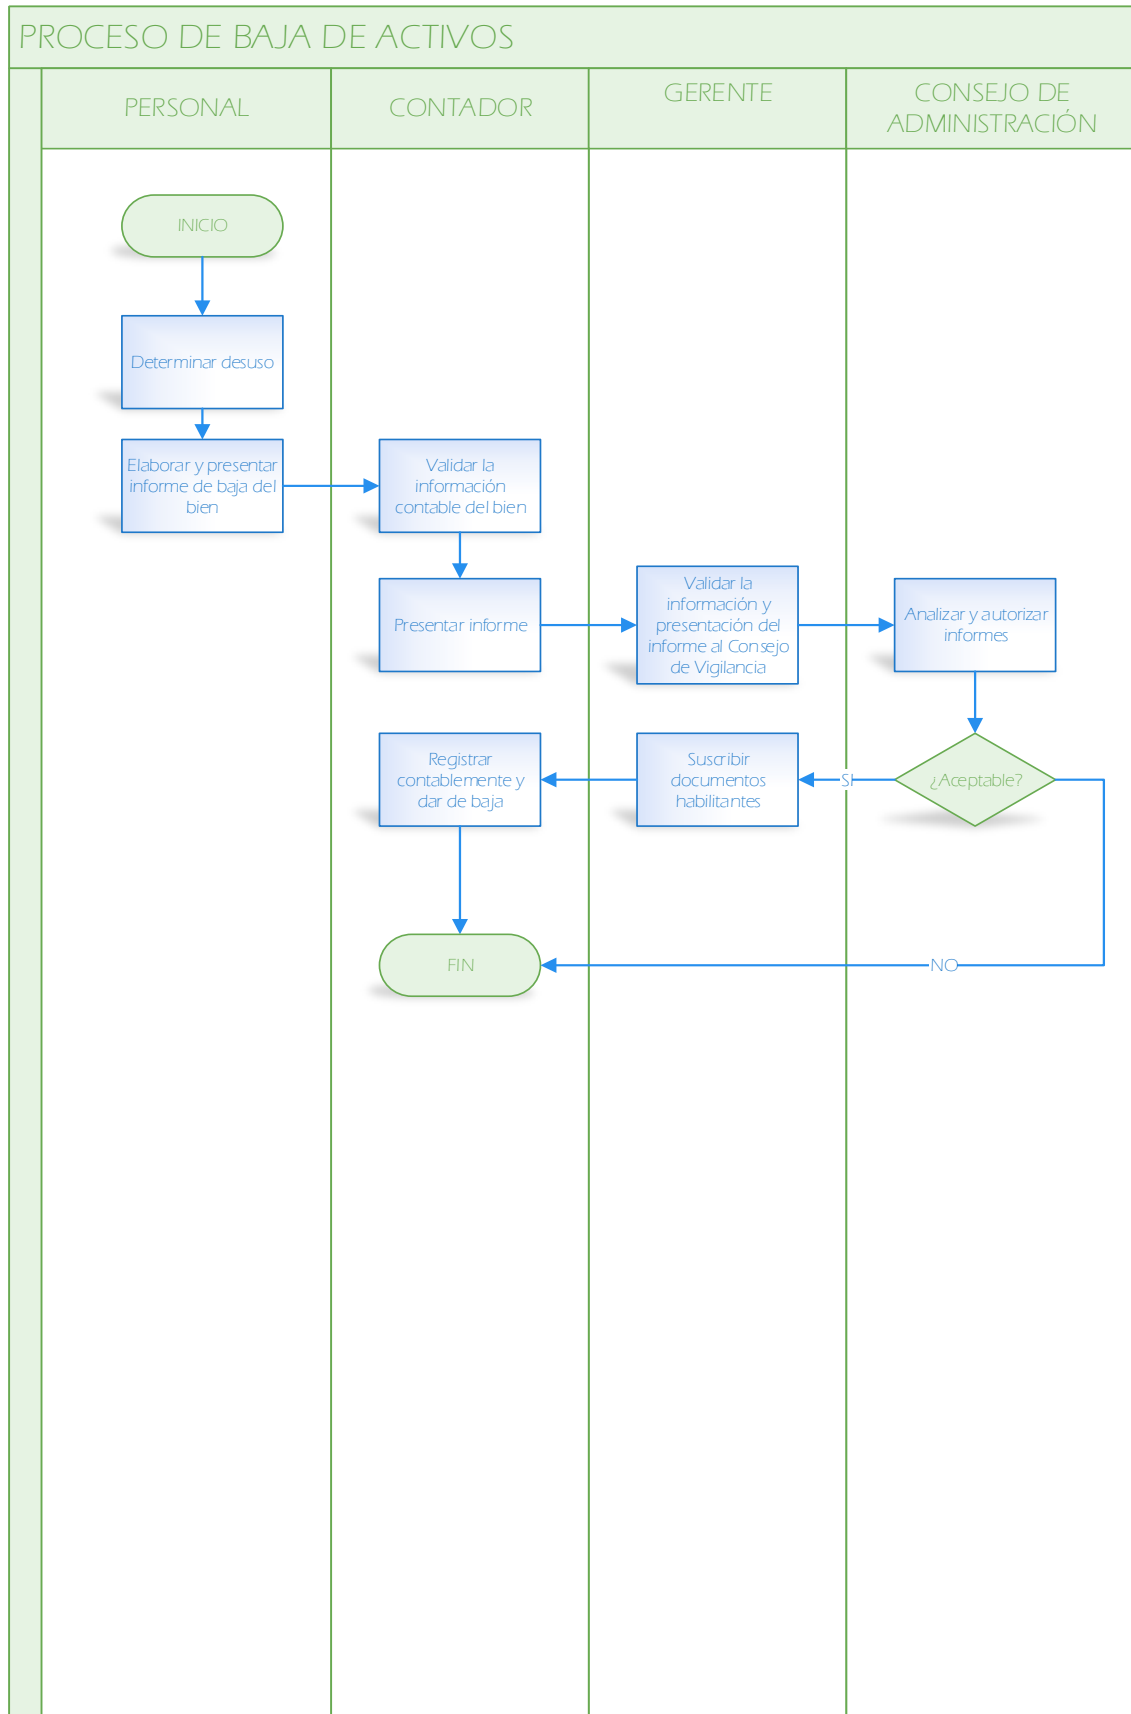 PROCESO DE BAJA DE ACTIVOS
PERSONAL
CONTADOR
GERENTE
CONSEJO DE
ADMINISTRACIÓN
INICIO
Determinar desuso
Elaborar y presentar
informe de baja del
bien
Validar la
información
contable del bien
Presentar informe
Validar la
información y
presentación del
informe al Consejo
de Vigilancia
Analizar y autorizar
informes
¿Aceptable?
SI
Suscribir
documentos
habilitantes
Registrar
contablemente y
dar de baja
NO
FIN